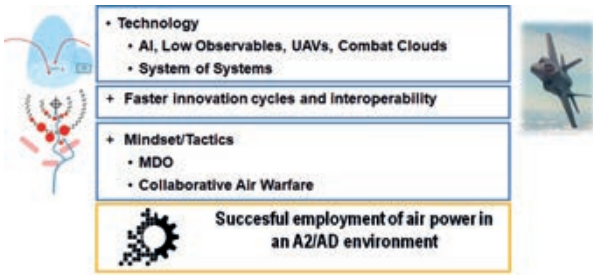 • Technology
• AI, Low Observables, UAVs, Combat Clouds
• System of Systems
+ Faster innovation cycles and interoperability
+ Mindset/Tactics
• MDO
• Collaborative Air Warfare
Succesful employment of air power in
an A2/AD environment